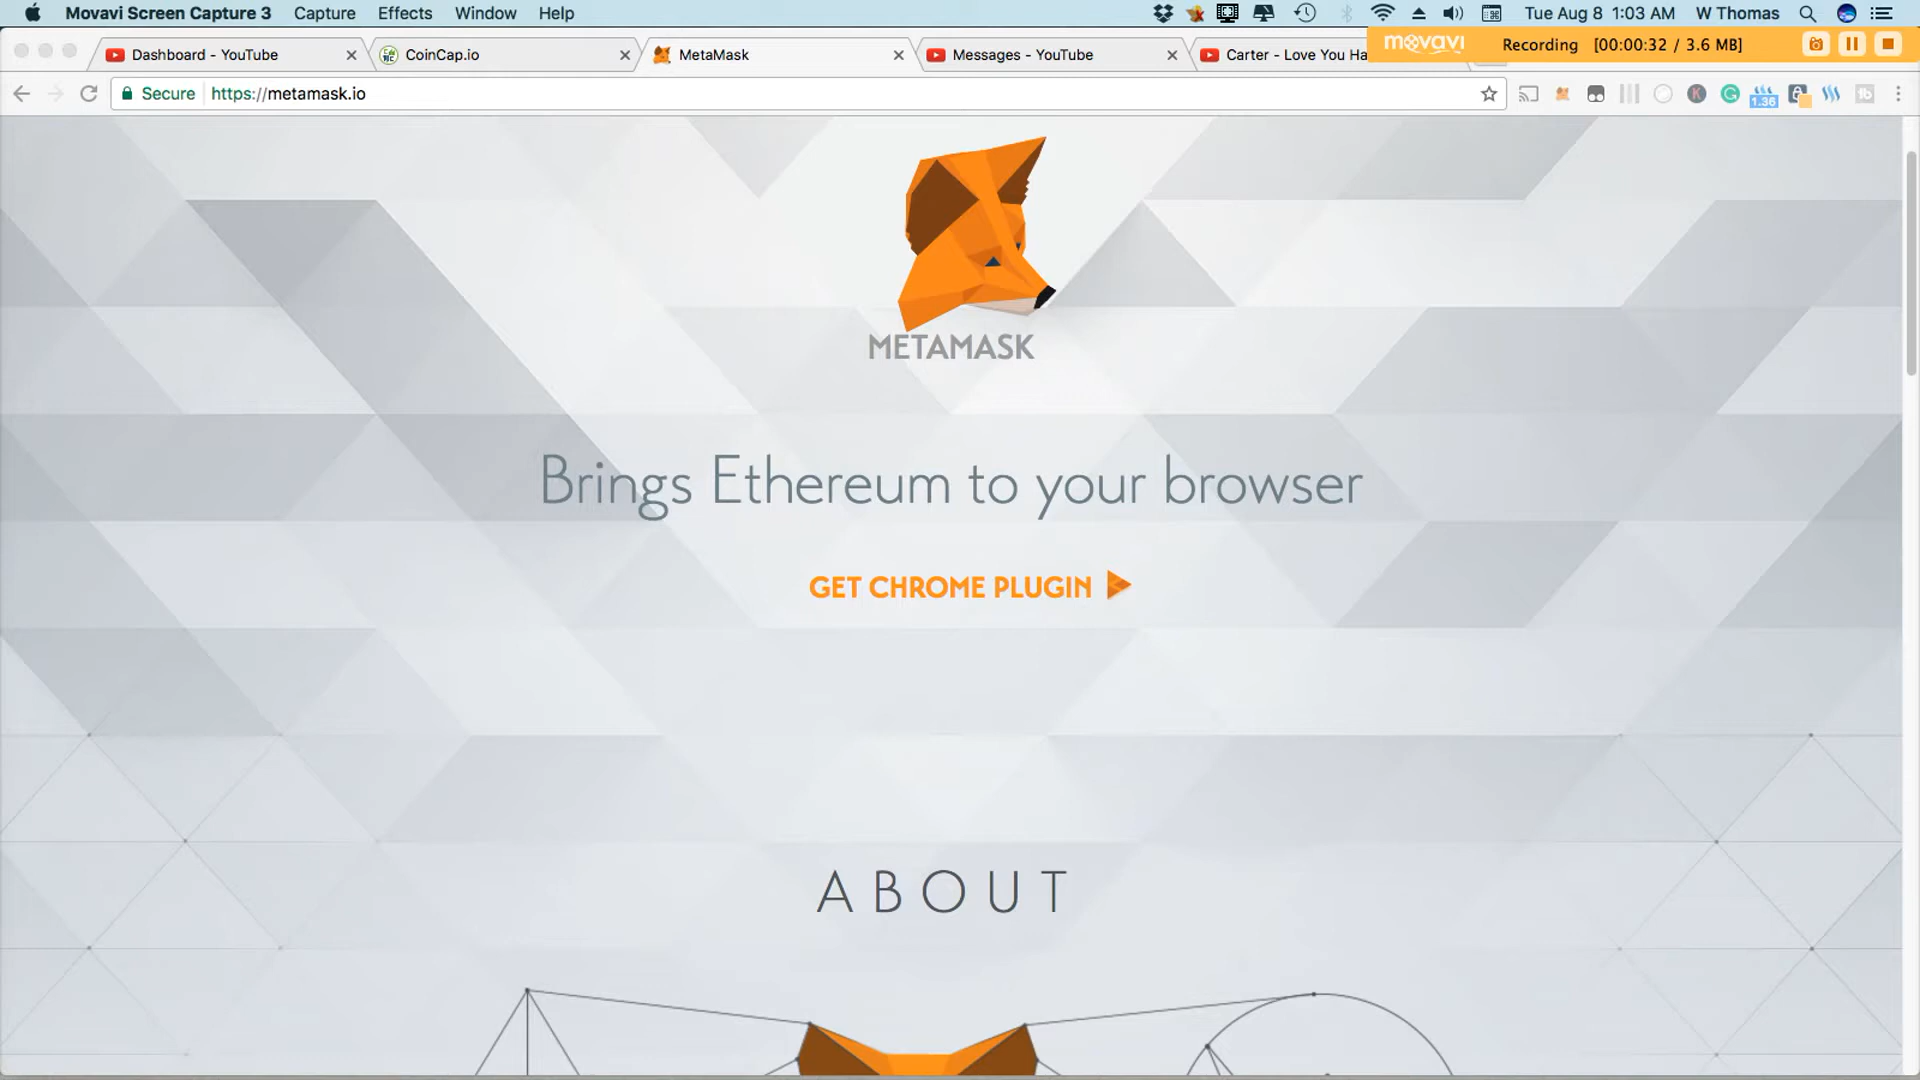 Movavi Screen Capture 3 Capture Effects Window Help Tue Aug 8 1:03 AM W Thomas
Dashboard - YouTube CoinCap.io MetaMask Messages - YouTube Carter - Love You Ha
movavi Recording [00:00:32 / 3.6 MB]
Secure https://metamask.io 1.36
METAMASK
Brings Ethereum to your browser
GET CHROME PLUGIN
ABOUT